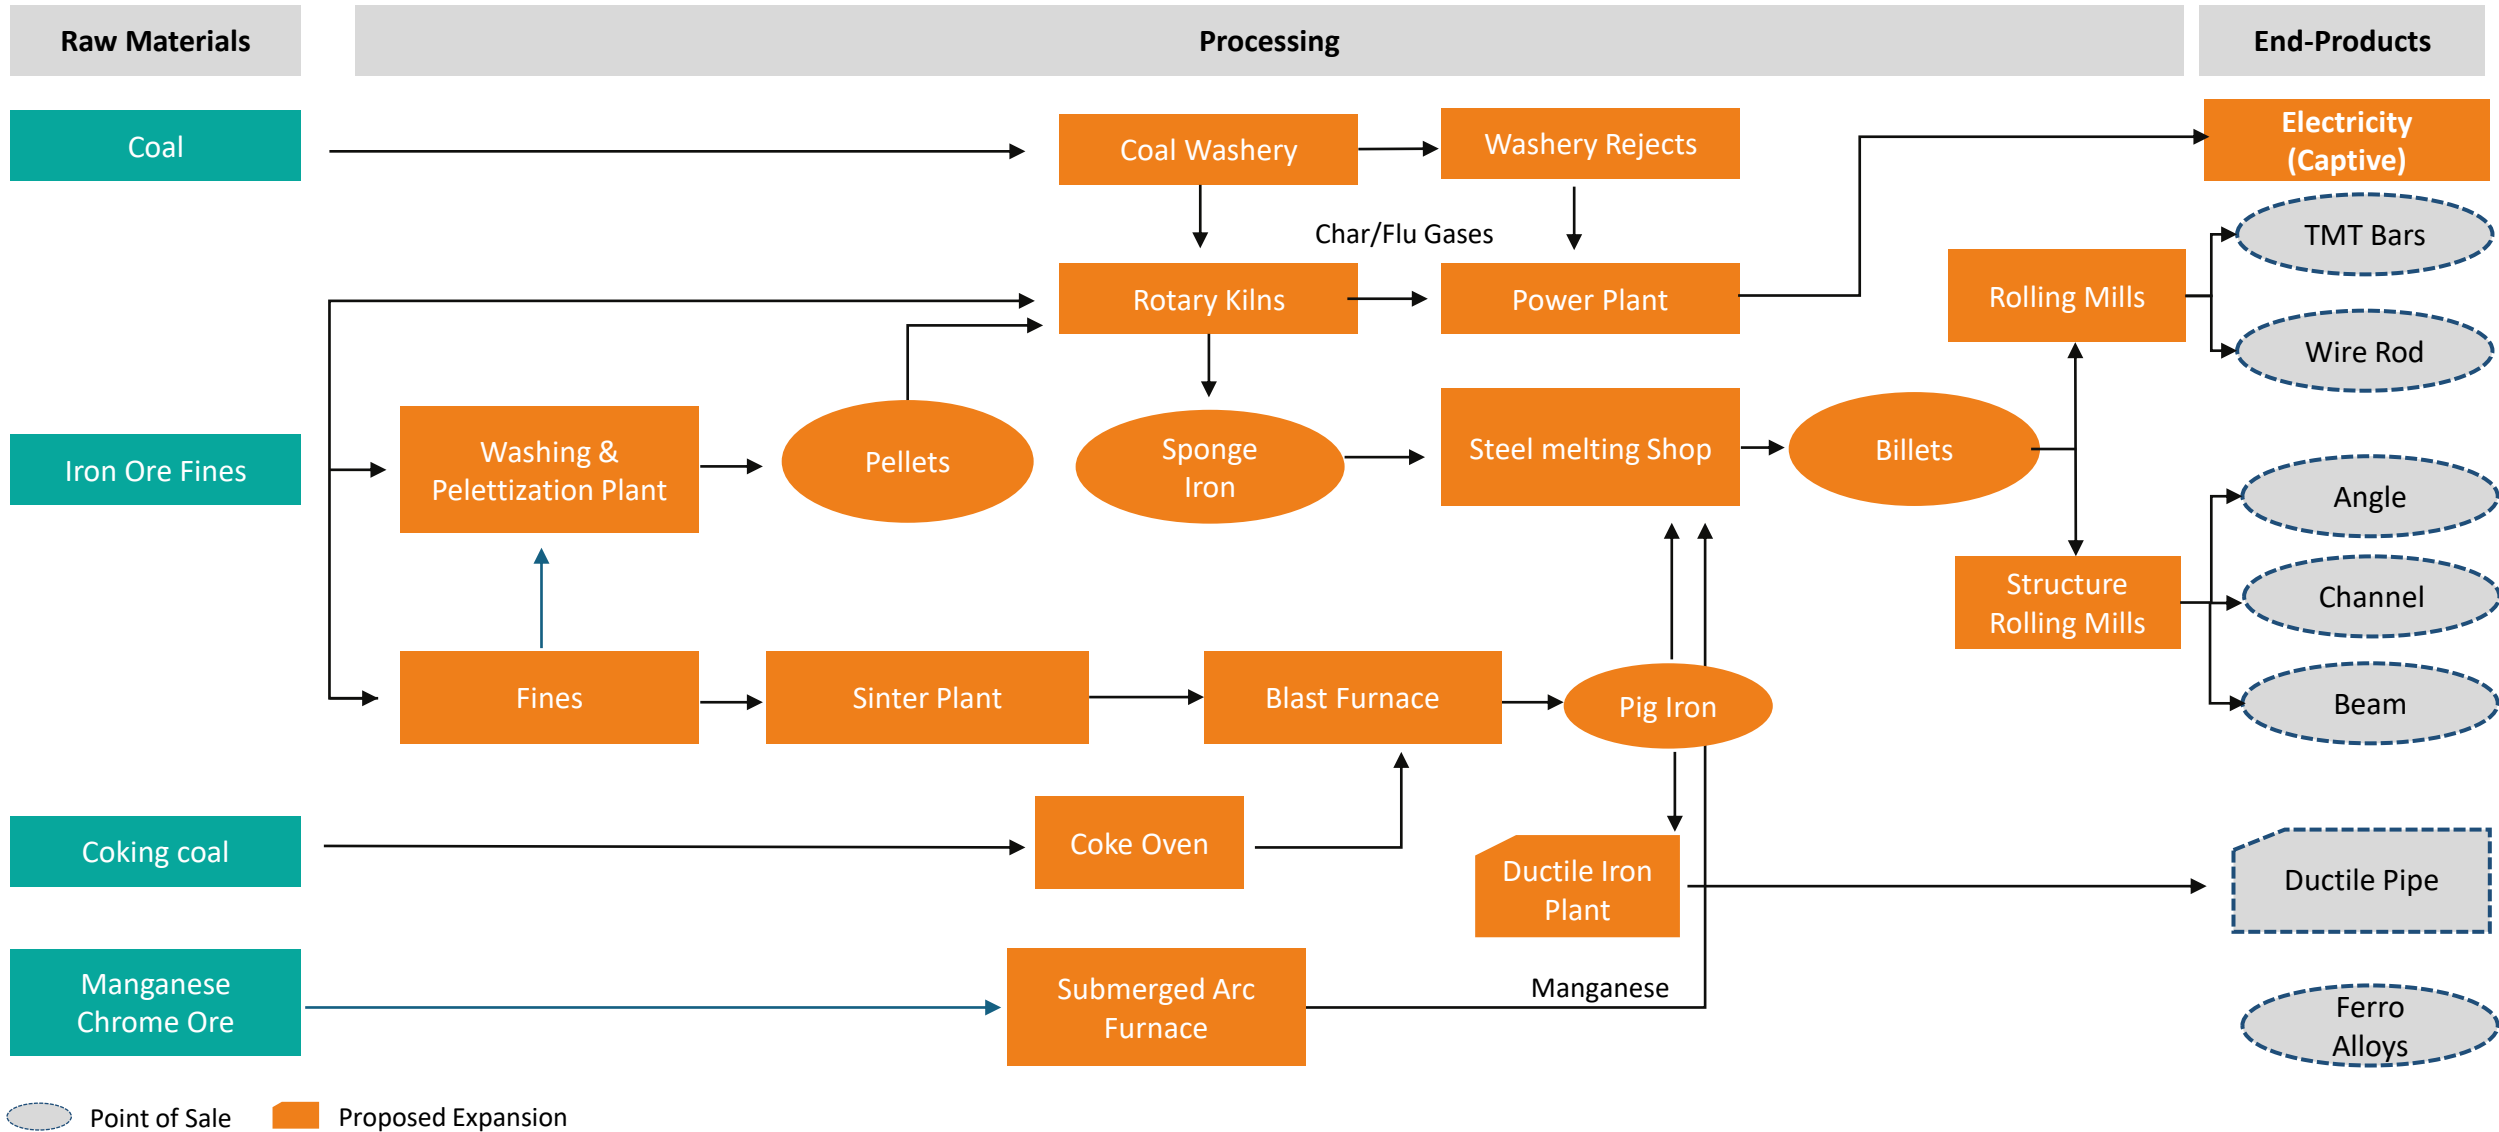 Raw Materials
Processing
End-Products
Coal
Coal Washery
Washery Rejects
Electricity
(Captive)
Char/Flu Gases
TMT Bars
Rotary Kilns
Power Plant
Rolling Mills
Wire Rod
Iron Ore Fines
Washing &
Pelettization Plant
Pellets
Sponge
Iron
Steel melting Shop
Billets
Angle
Structure
Rolling Mills
Channel
Fines
Sinter Plant
Blast Furnace
Pig Iron
Beam
Coking coal
Coke Oven
Ductile Iron
Plant
Ductile Pipe
Manganese
Chrome Ore
Submerged Arc
Furnace
Manganese
Ferro
Alloys
Point of Sale
Proposed Expansion